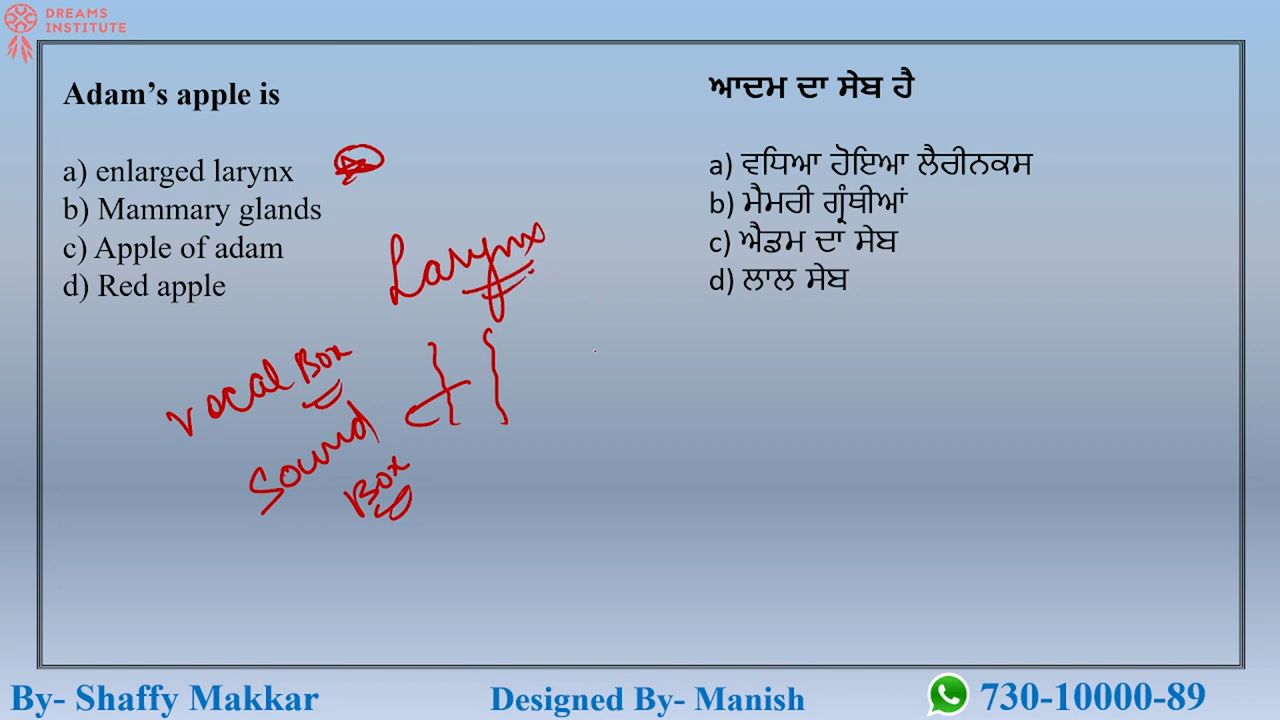 DREAMS
INSTITUTE
Adam's apple is
a) enlarged larynx
b) Mammary glands
c) Apple of adam
d) Red apple
ਆਦਮ ਦਾ ਸੇਬ ਹੈ
a) ਵਧਿਆ ਹੋਇਆ ਲੈਰੀਨਕਸ
b) ਮੈਮਰੀ ਗ੍ਰੰਥੀਆਂ
c) ਐਡਮ ਦਾ ਸੇਬ
d) ਲਾਲ ਸੇਬ
Larynx
Vocal Box
Sound
Box
By- Shaffy Makkar
Designed By- Manish
730-10000-89